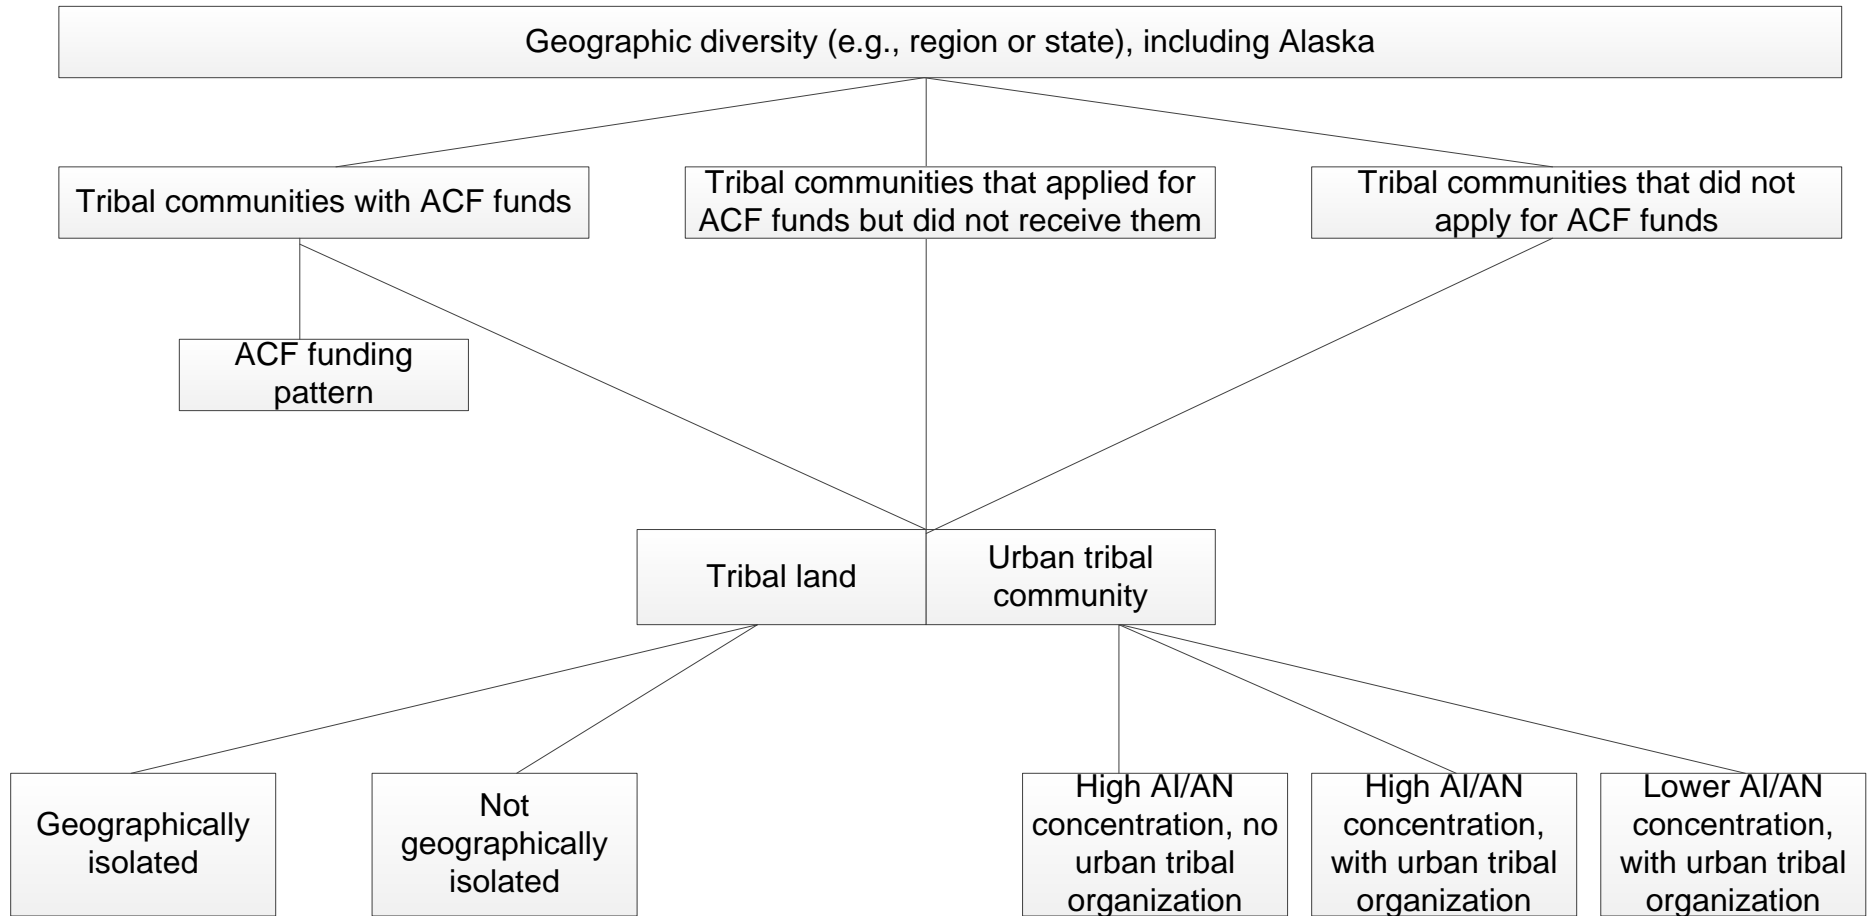 Geographic diversity (e.g., region or state), including Alaska
Tribal communities with ACF funds
Tribal communities that applied for
ACF funds but did not receive them
Tribal communities that did not
apply for ACF funds
ACF funding
pattern
Tribal land
Urban tribal
community
Geographically
isolated
Not
geographically
isolated
High AI/AN
concentration, no
urban tribal
organization
High AI/AN
concentration,
with urban tribal
organization
Lower AI/AN
concentration,
with urban tribal
organization